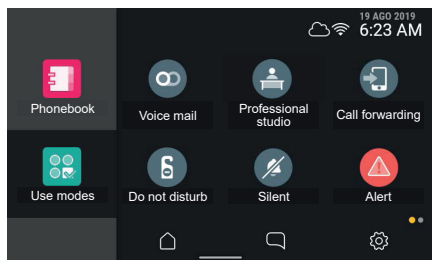 19 AGO 2019
6:23 AM
Phonebook
Voice mail
Professional
studio
Call forwarding
Use modes
Do not disturb
Silent
Alert